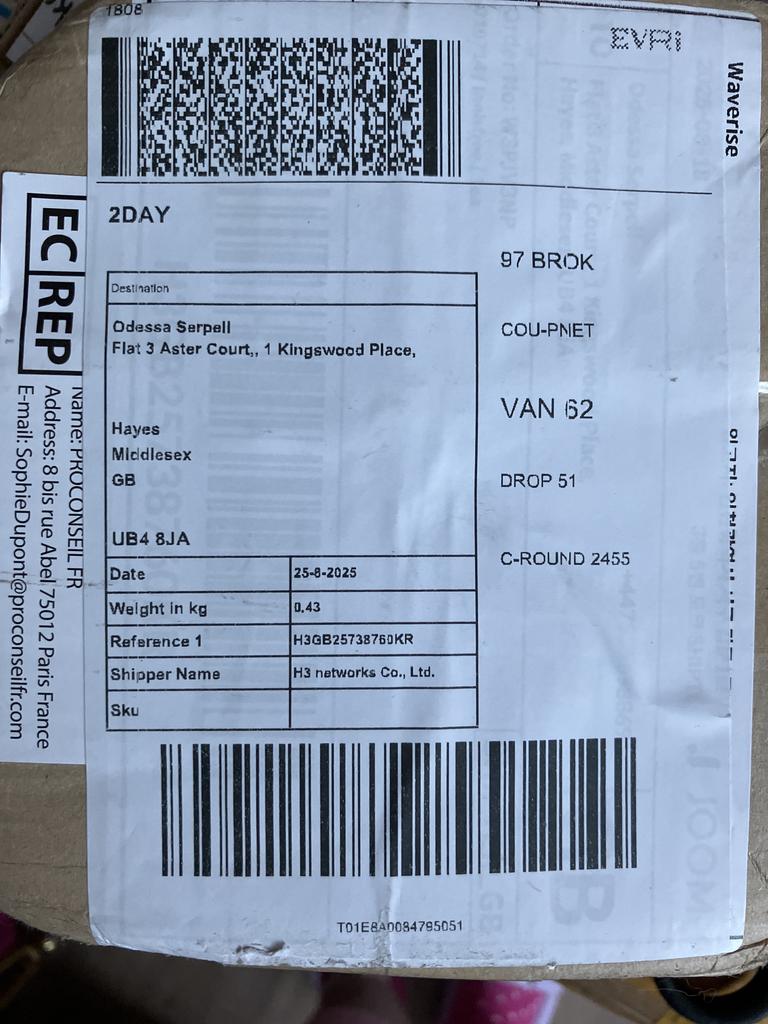 1808
EVRi
Waverise
2DAY
97 BROK
COU-PNET
VAN 62
DROP 51
C-ROUND 2455
Destination
Odessa Serpell
Flat 3 Aster Court,, 1 Kingswood Place,
Hayes
Middlesex
GB
UB4 8JA
Date 25-8-2025
Weight in kg 0.43
Reference 1 H3GB25738760KR
Shipper Name H3 networks Co., Ltd.
Sku
T01E8A0084795051
EC REP
Name: PROCONSEIL FR
Address: 8 bis rue Abel 75012 Paris France
E-mail: SophieDupont@proconseilfr.com